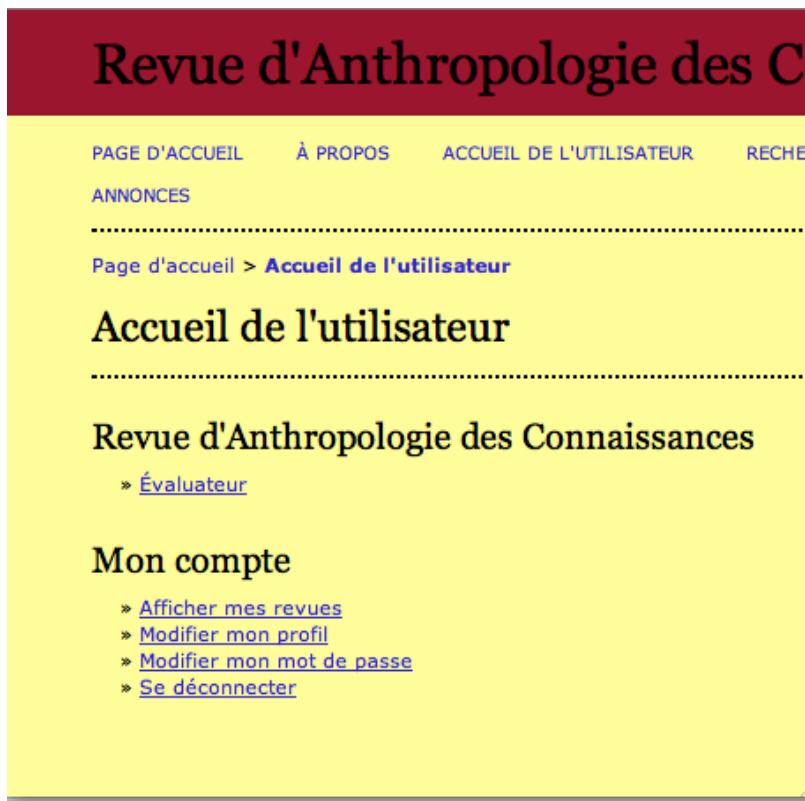 Revue d'Anthropologie des C
PAGE D'ACCUEIL À PROPOS ACCUEIL DE L'UTILISATEUR RECHE
ANNONCES
Page d'accueil > Accueil de l'utilisateur
Accueil de l'utilisateur
Revue d'Anthropologie des Connaissances
» Évaluateur
Mon compte
» Afficher mes revues
» Modifier mon profil
» Modifier mon mot de passe
» Se déconnecter